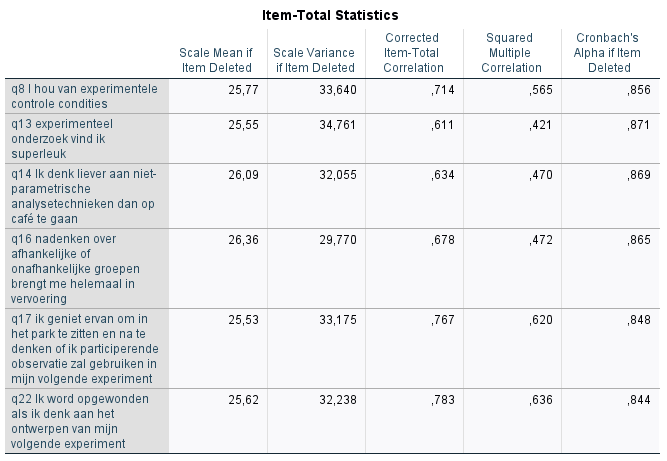 Item-Total Statistics
Scale Mean if Item Deleted
Scale Variance if Item Deleted
Corrected Item-Total Correlation
Squared Multiple Correlation
Cronbach's Alpha if Item Deleted
q8 I hou van experimentele
controle condities
25,77 33,640 ,714 ,565 ,856
q13 experimenteel
onderzoek vind ik
superleuk
25,55 34,761 ,611 ,421 ,871
q14 Ik denk liever aan niet-
parametrische
analysetechnieken dan op
café te gaan
26,09 32,055 ,634 ,470 ,869
q16 nadenken over
afhankelijke of
onafhankelijke groepen
brengt me helemaal in
vervoering
26,36 29,770 ,678 ,472 ,865
q17 ik geniet ervan om in
het park te zitten en na te
denken of ik participerende
observatie zal gebruiken in
mijn volgende experiment
25,53 33,175 ,767 ,620 ,848
q22 Ik word opgewonden
als ik denk aan het
ontwerpen van mijn
volgende experiment
25,62 32,238 ,783 ,636 ,844